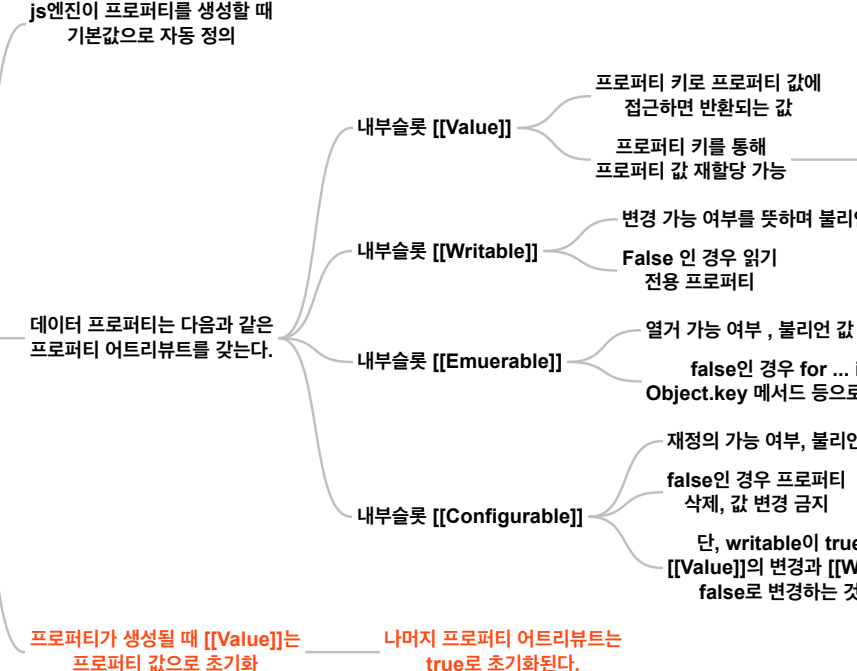 js엔진이 프로퍼티를 생성할 때
기본값으로 자동 정의
데이터 프로퍼티는 다음과 같은
프로퍼티 어트리뷰트를 갖는다.
내부슬롯 [[Value]]
프로퍼티 키로 프로퍼티 값에
접근하면 반환되는 값
프로퍼티 키를 통해
프로퍼티 값 재할당 가능
내부슬롯 [[Writable]]
변경 가능 여부를 뜻하며
False 인 경우 읽기
전용 프로퍼티
내부슬롯 [[Emuerable]]
열거 가능 여부 , 불리언 값
false인 경우 for ...
Object.key 메서드 등으로
내부슬롯 [[Configurable]]
재정의 가능 여부,
false인 경우 프로퍼티
삭제, 값 변경 금지
단, writable이
[[Value]]의 변경과
false로 변경하는
프로퍼티가 생성될 때 [[Value]]는
프로퍼티 값으로 초기화
나머지 프로퍼티 어트리뷰트는
true로 초기화된다.